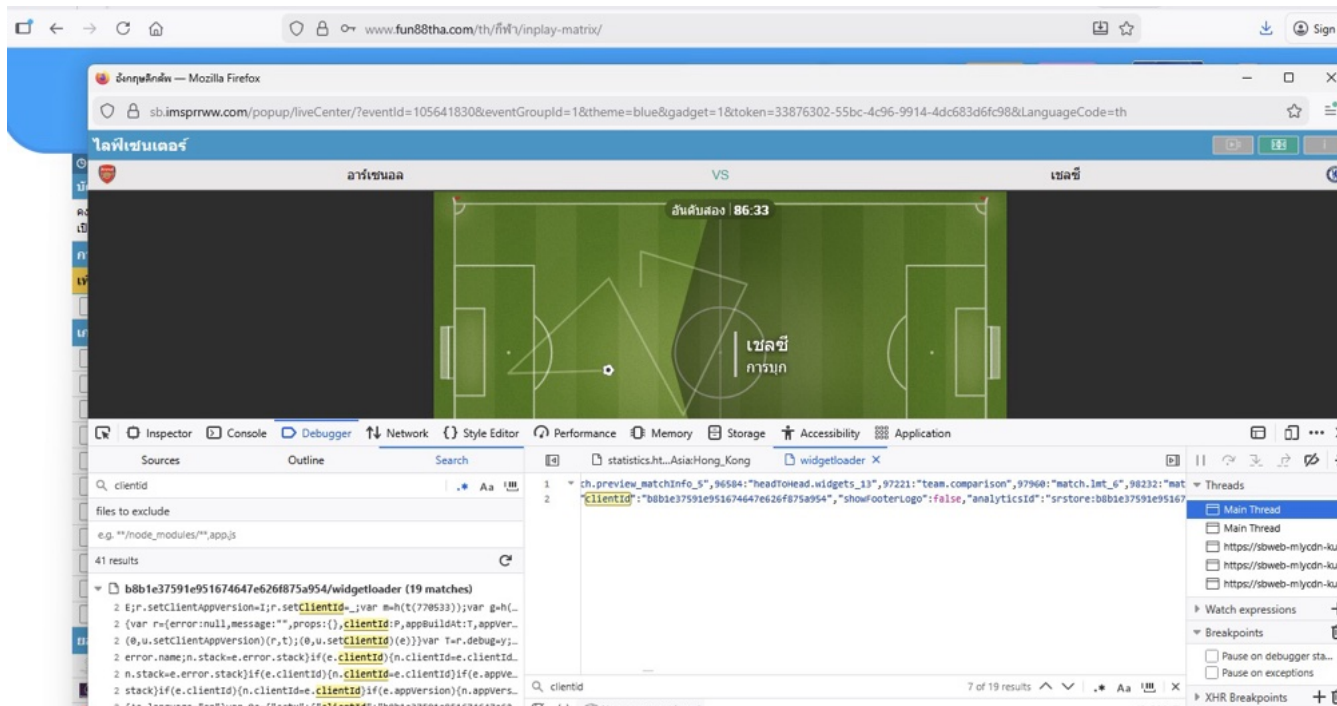 www.fun88tha.com/th/กีฬา/inplay-matrix/
Sign
อังกฤษลีกคัพ — Mozilla Firefox
sb.imsprrww.com/popup/liveCenter/?eventId=105641830&eventGroupId=1&theme=blue&gadget=1&token=33876302-55bc-4c96-9914-4dc683d6fc98&LanguageCode=th
ไลฟ์เซนเตอร์
อาร์เซนอล VS เชลซี
อันดับสอง 86:33
เชลซี
การบุก
Inspector Console Debugger Network Style Editor Performance Memory Storage Accessibility Application
Sources Outline Search statistics.ht...Asia:Hong_Kong widgetloader
clientid
files to exclude
e.g. **/node_modules/**,app.js
41 results
b8b1e37591e951674647e626f875a954/widgetloader (19 matches)
2 E;r.setClientAppVersion=I;r.setClientId=_;var m=h(t(770533));var g=h(…
2 {var r={error:null,message:"",props:{},clientId:P,appBuildAt:T,appVer…
2 (0,u.setClientAppVersion)(r,t);(0,u.setClientId)(e)}}var T=r.debug=y;…
2 error.name;n.stack=e.error.stack}if(e.clientId){n.clientId=e.clientId…
2 n.stack=e.error.stack}if(e.clientId){n.clientId=e.clientId}if(e.appVe…
2 stack}if(e.clientId){n.clientId=e.clientId}if(e.appVersion){n.appVers…
1 ch.preview_matchInfo_5",96584:"headToHead.widgets_13",97221:"team.comparison",97960:"match.lmt_6",98232:"mat
2 "clientId":"b8b1e37591e951674647e626f875a954","showFooterLogo":false,"analyticsId":"srstore:b8b1e37591e95167
clientid 7 of 19 results
Threads
Main Thread
Main Thread
https://sbweb-mlycdn-ku
https://sbweb-mlycdn-ku
https://sbweb-mlycdn-ku
Watch expressions
Breakpoints
Pause on debugger sta...
Pause on exceptions
XHR Breakpoints